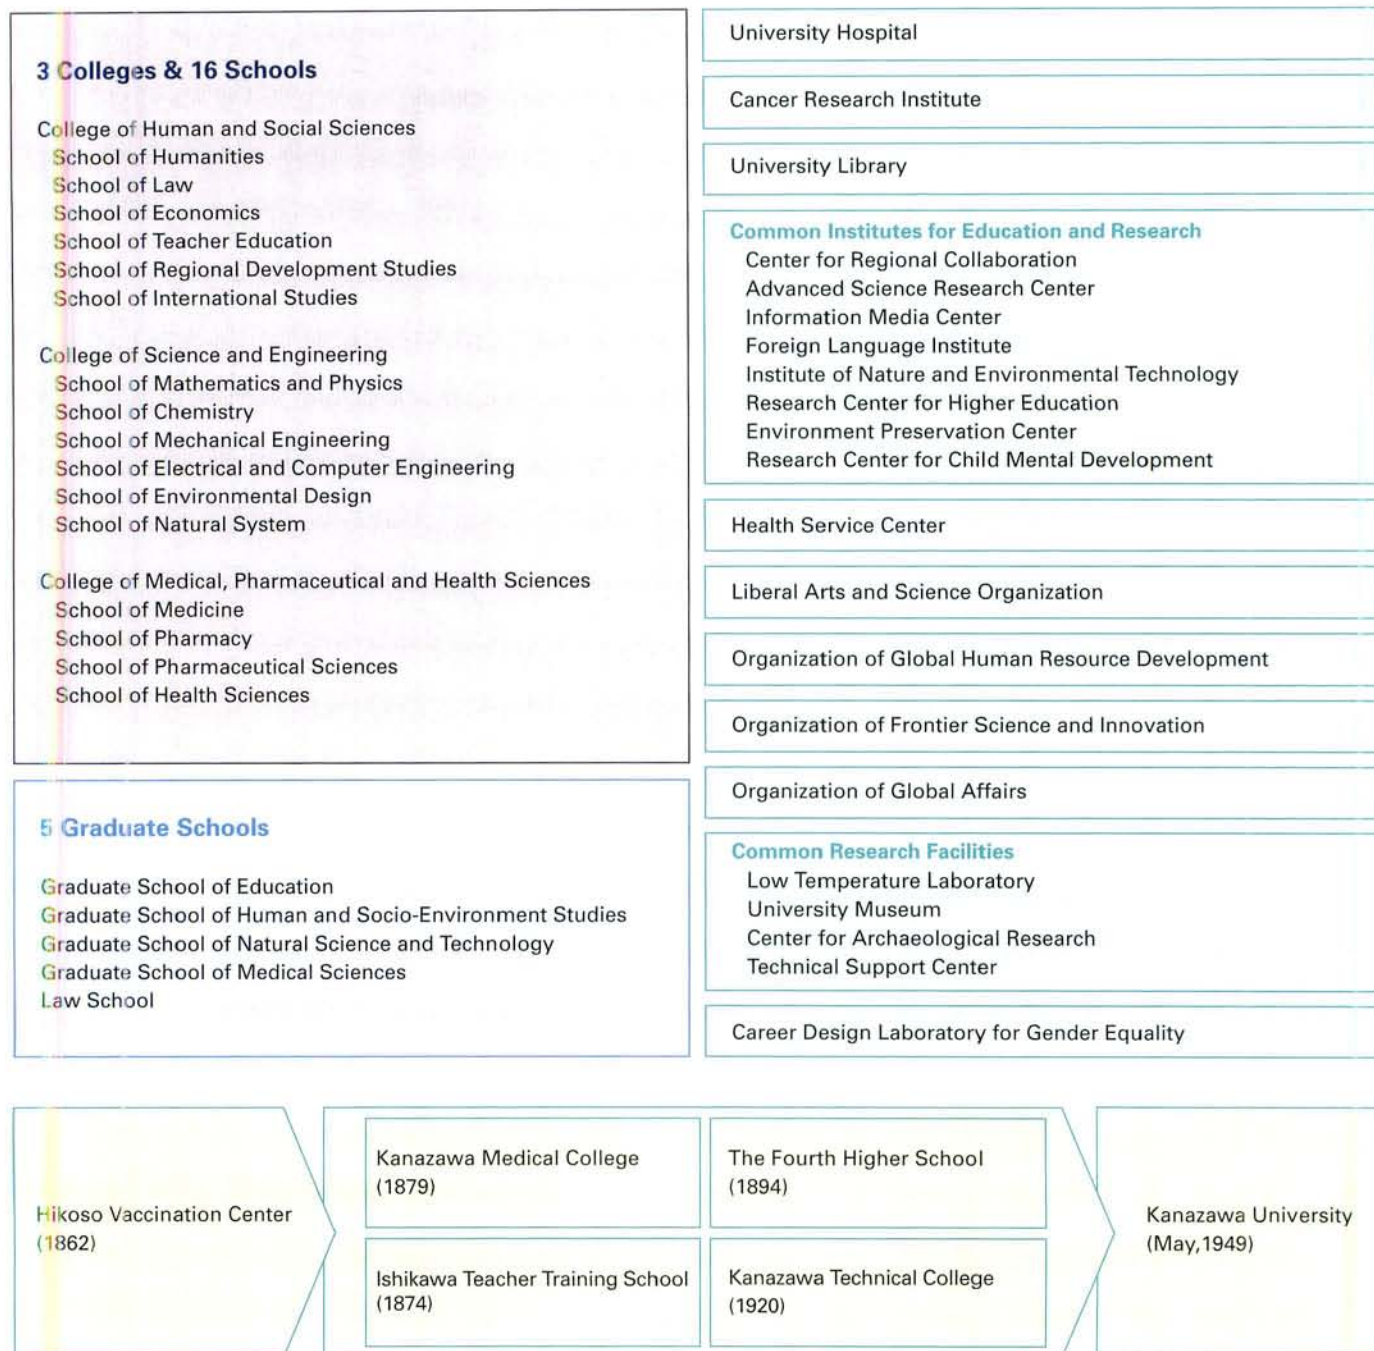 3 Colleges & 16 Schools
College of Human and Social Sciences
School of Humanities
School of Law
School of Economics
School of Teacher Education
School of Regional Development Studies
School of International Studies
College of Science and Engineering
School of Mathematics and Physics
School of Chemistry
School of Mechanical Engineering
School of Electrical and Computer Engineering
School of Environmental Design
School of Natural System
College of Medical, Pharmaceutical and Health Sciences
School of Medicine
School of Pharmacy
School of Pharmaceutical Sciences
School of Health Sciences
5 Graduate Schools
Graduate School of Education
Graduate School of Human and Socio-Environment Studies
Graduate School of Natural Science and Technology
Graduate School of Medical Sciences
Law School
University Hospital
Cancer Research Institute
University Library
Common Institutes for Education and Research
Center for Regional Collaboration
Advanced Science Research Center
Information Media Center
Foreign Language Institute
Institute of Nature and Environmental Technology
Research Center for Higher Education
Environment Preservation Center
Research Center for Child Mental Development
Health Service Center
Liberal Arts and Science Organization
Organization of Global Human Resource Development
Organization of Frontier Science and Innovation
Organization of Global Affairs
Common Research Facilities
Low Temperature Laboratory
University Museum
Center for Archaeological Research
Technical Support Center
Career Design Laboratory for Gender Equality
Hikoso Vaccination Center
(1862)
Kanazawa Medical College
(1879)
The Fourth Higher School
(1894)
Ishikawa Teacher Training School
(1874)
Kanazawa Technical College
(1920)
Kanazawa University
(May,1949)